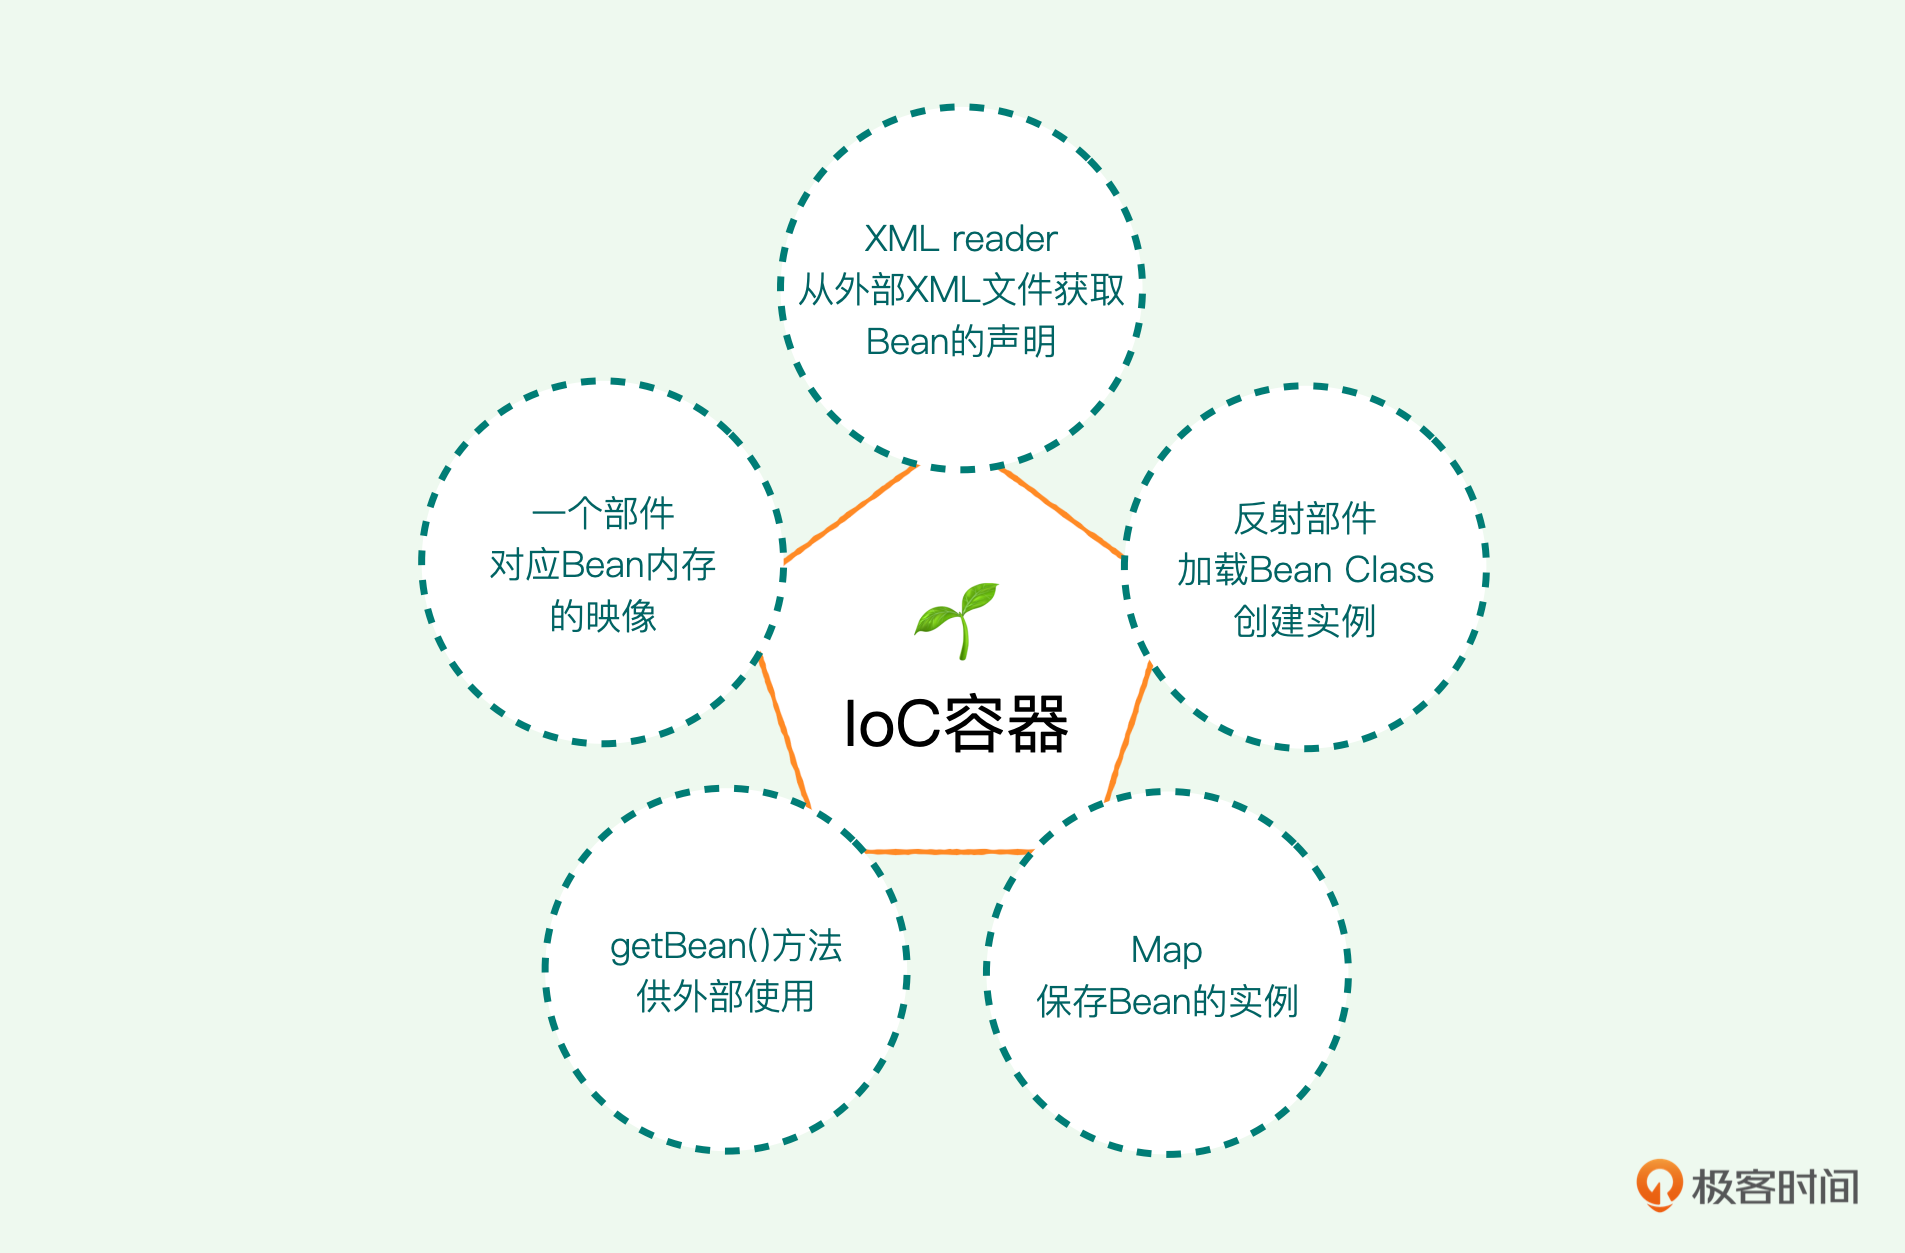 XML reader
从外部XML文件获取
Bean的声明
一个部件
对应Bean内存
的映像
反射部件
加载Bean Class
创建实例
IoC容器
getBean()方法
供外部使用
Map
保存Bean的实例
极客时间